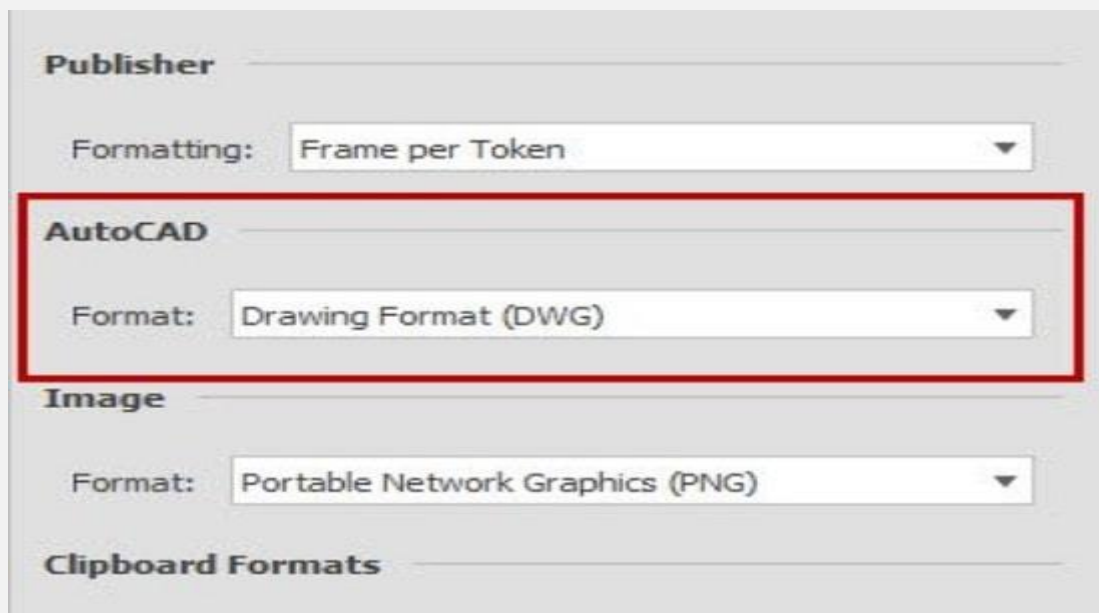 Publisher
Formatting: Frame per Token
AutoCAD
Format: Drawing Format (DWG)
Image
Format: Portable Network Graphics (PNG)
Clipboard Formats